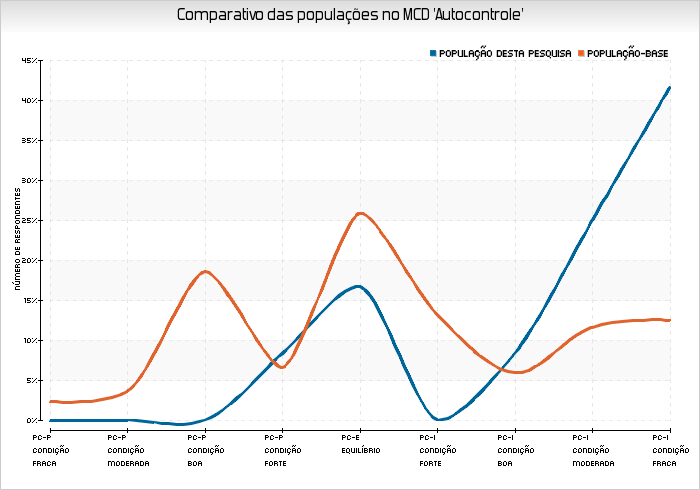 Comparativo das populações no MCD 'Autocontrole'
POPULAÇÃO DESTA PESQUISA POPULAÇÃO-BASE
45%
40%
35%
30%
25%
20%
15%
10%
5%
0%
NÚMERO DE RESPONDENTES
PC-P CONDIÇÃO FRACA
PC-P CONDIÇÃO MODERADA
PC-P CONDIÇÃO BOA
PC-P CONDIÇÃO FORTE
PC-E EQUILÍBRIO
PC-I CONDIÇÃO FORTE
PC-I CONDIÇÃO BOA
PC-I CONDIÇÃO MODERADA
PC-I CONDIÇÃO FRACA